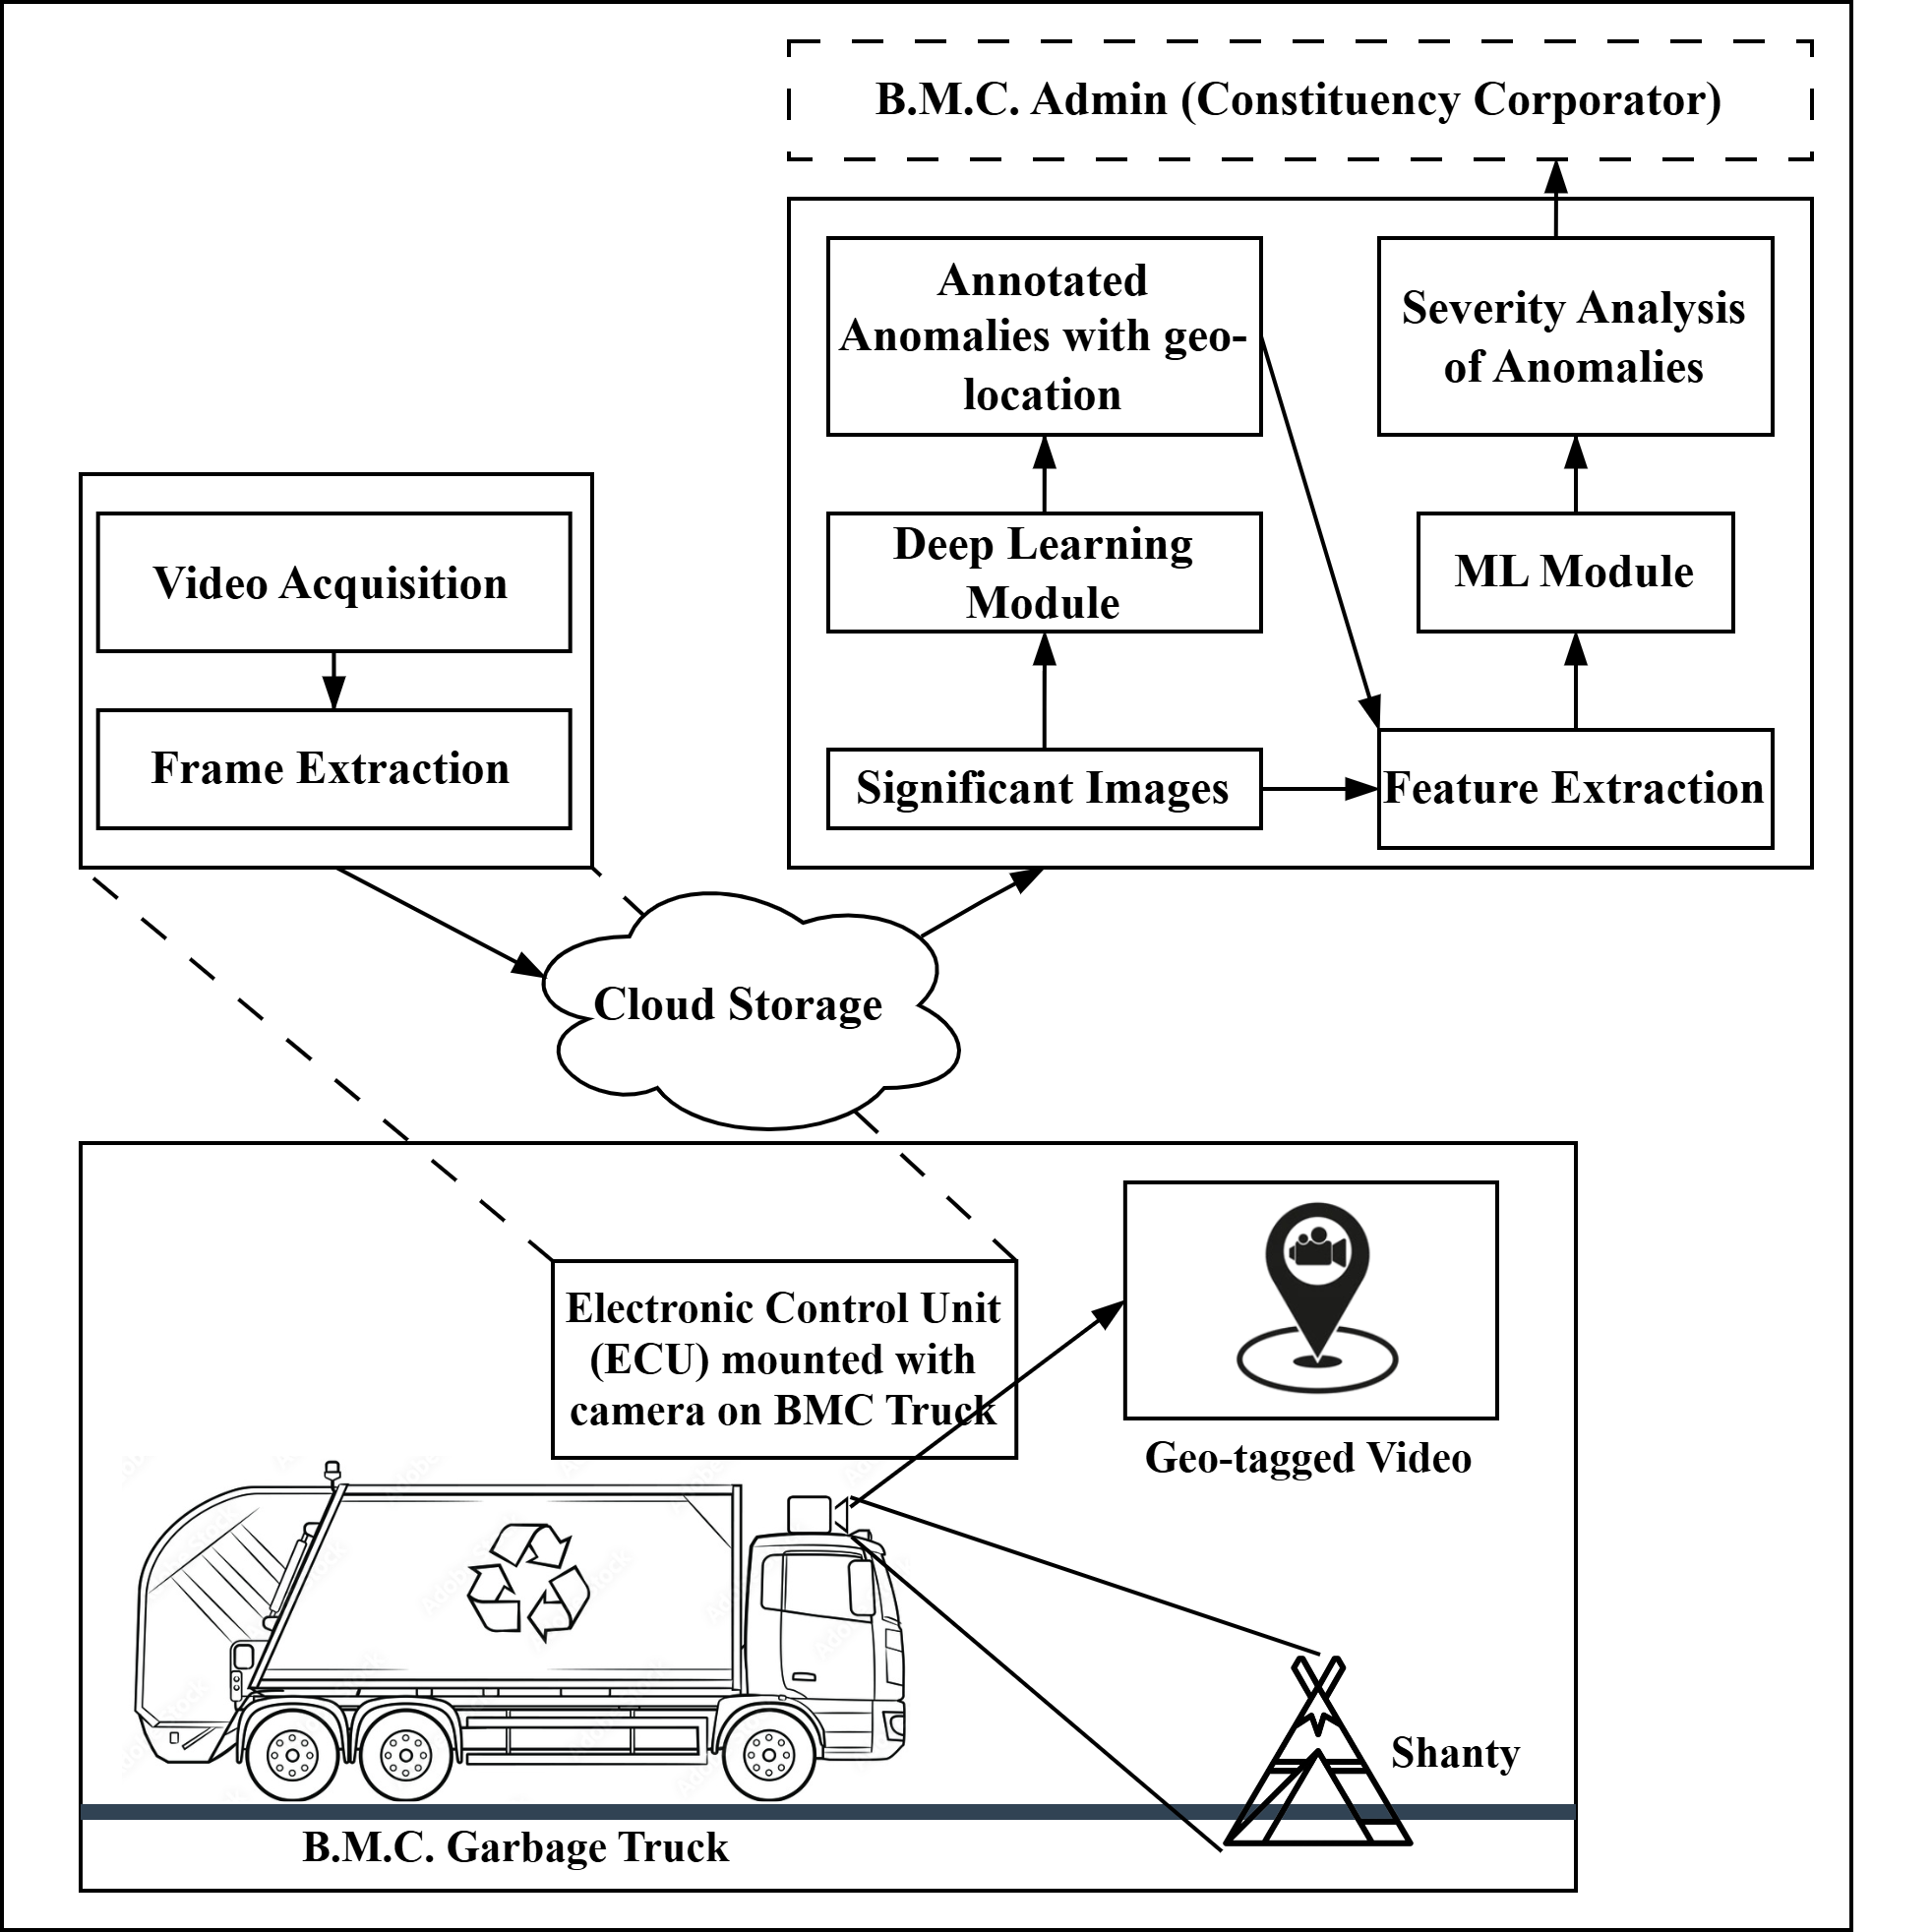 B.M.C. Admin (Constituency Corporator)
Annotated
Anomalies with geo-
location
Severity Analysis
of Anomalies
Deep Learning
Module
ML Module
Significant Images
Feature Extraction
Video Acquisition
Frame Extraction
Cloud Storage
Electronic Control Unit
(ECU) mounted with
camera on BMC Truck
Geo-tagged Video
Shanty
B.M.C. Garbage Truck